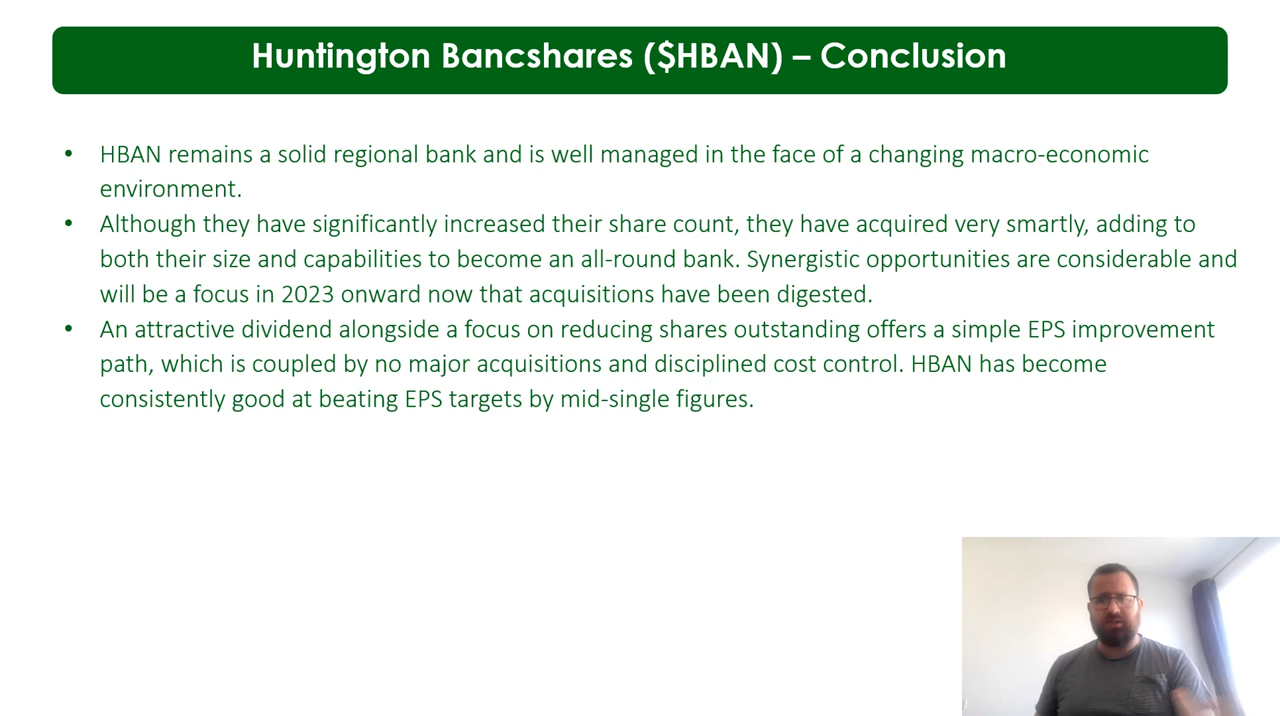 Huntington Bancshares ($HBAN) – Conclusion
• HBAN remains a solid regional bank and is well managed in the face of a changing macro-economic
environment.
• Although they have significantly increased their share count, they have acquired very smartly, adding to
both their size and capabilities to become an all-round bank. Synergistic opportunities are considerable and
will be a focus in 2023 onward now that acquisitions have been digested.
• An attractive dividend alongside a focus on reducing shares outstanding offers a simple EPS improvement
path, which is coupled by no major acquisitions and disciplined cost control. HBAN has become
consistently good at beating EPS targets by mid-single figures.